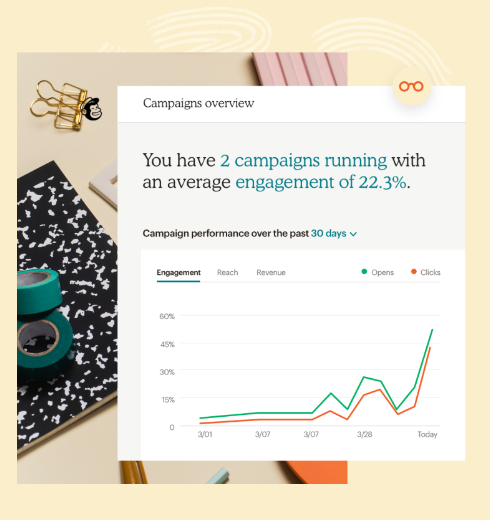 Campaigns overview
You have 2 campaigns running with
an average engagement of 22.3%.
Campaign performance over the past 30 days
Engagement Reach Revenue Opens Clicks
60%
45%
30%
15%
0
3/01 3/07 3/07 3/28 Today